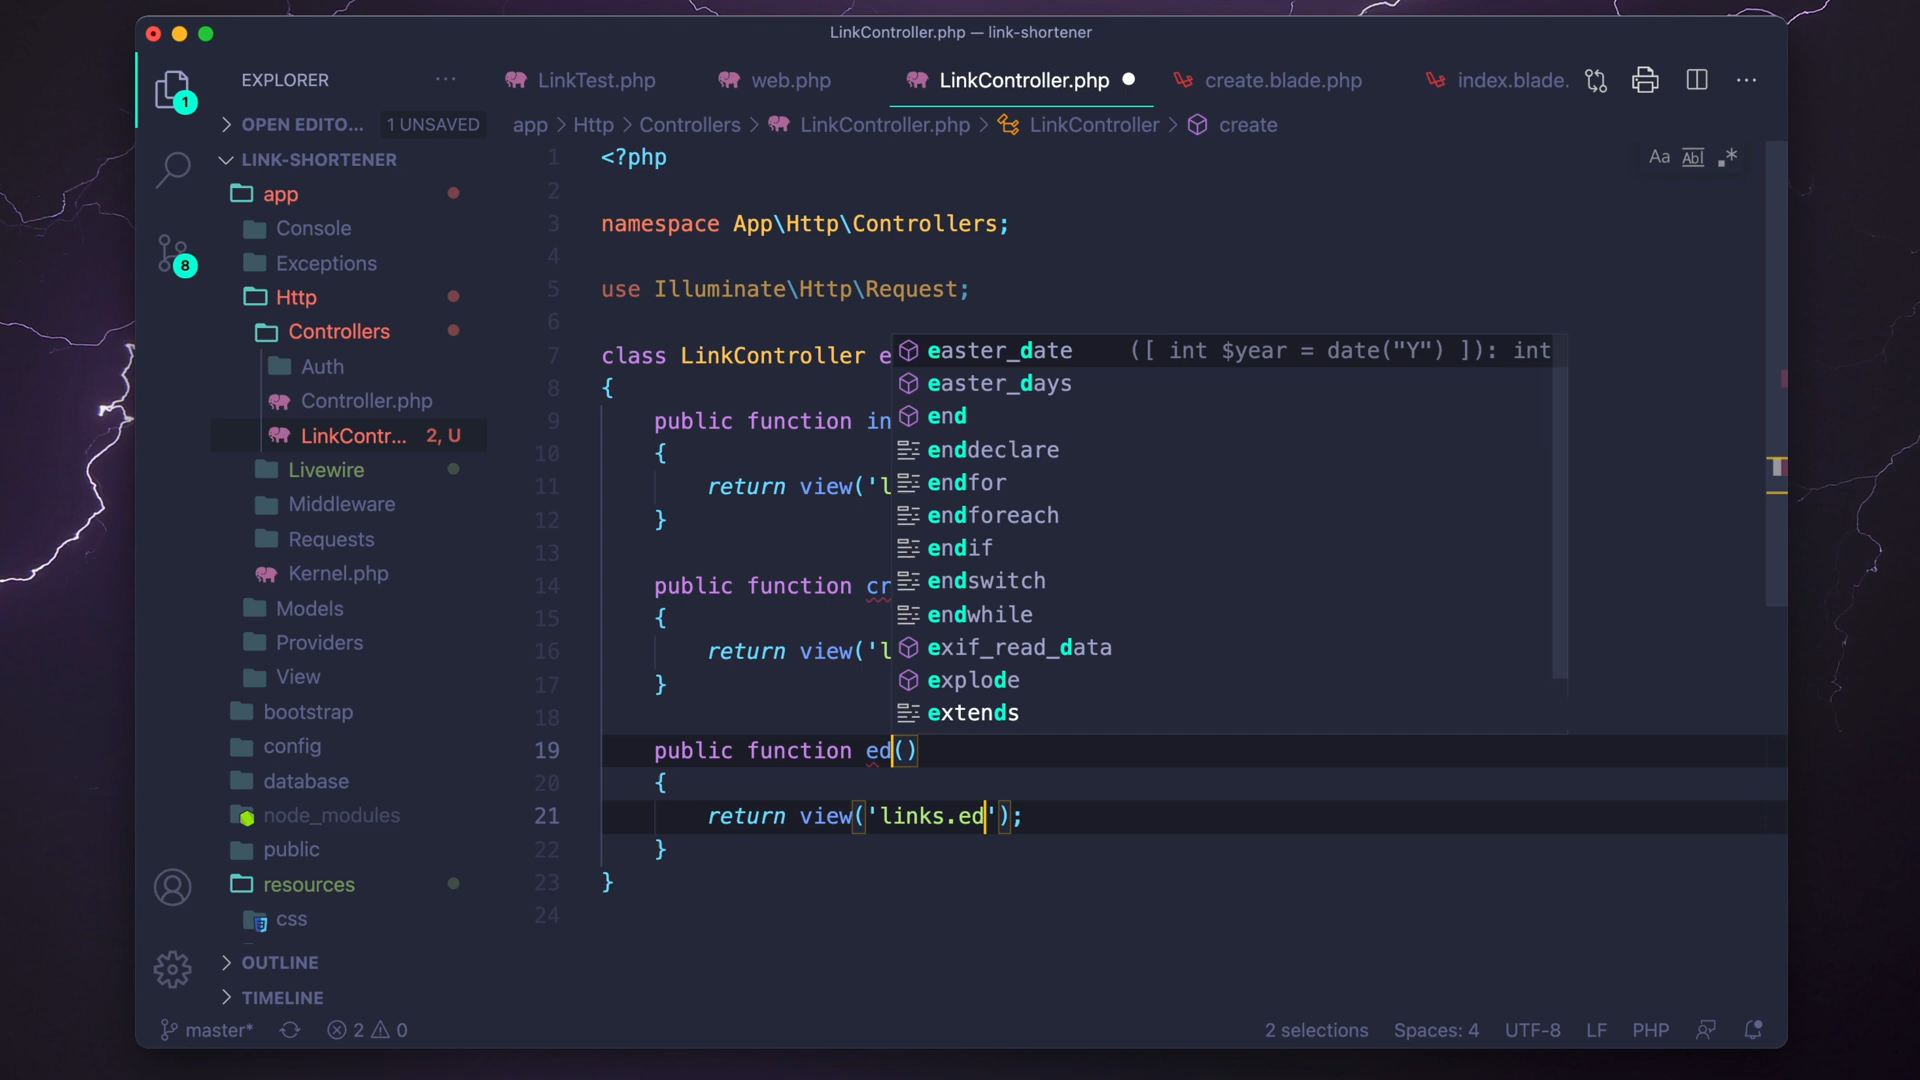 LinkController.php — link-shortener
EXPLORER
LinkTest.php
web.php
LinkController.php
create.blade.php
index.blade.
1
OPEN EDITO... 1 UNSAVED
app > Http > Controllers > LinkController.php > LinkController > create
LINK-SHORTENER
app
Console
Exceptions
Http
Controllers
Auth
Controller.php
LinkContr... 2, U
Livewire
Middleware
Requests
Kernel.php
Models
Providers
View
bootstrap
config
database
node_modules
public
resources
css
OUTLINE
TIMELINE
8
Aa Abl .*
1 <?php
2
3 namespace App\Http\Controllers;
4
5 use Illuminate\Http\Request;
6
7 class LinkController e
8 {
9 public function in
10 {
11 return view('l
12 }
13
14 public function cr
15 {
16 return view('l
17 }
18
19 public function ed()
20 {
21 return view('links.ed');
22 }
23 }
24
easter_date ([ int $year = date("Y") ]): int
easter_days
end
enddeclare
endfor
endforeach
endif
endswitch
endwhile
exif_read_data
explode
extends
master* 2 0
2 selections Spaces: 4 UTF-8 LF PHP